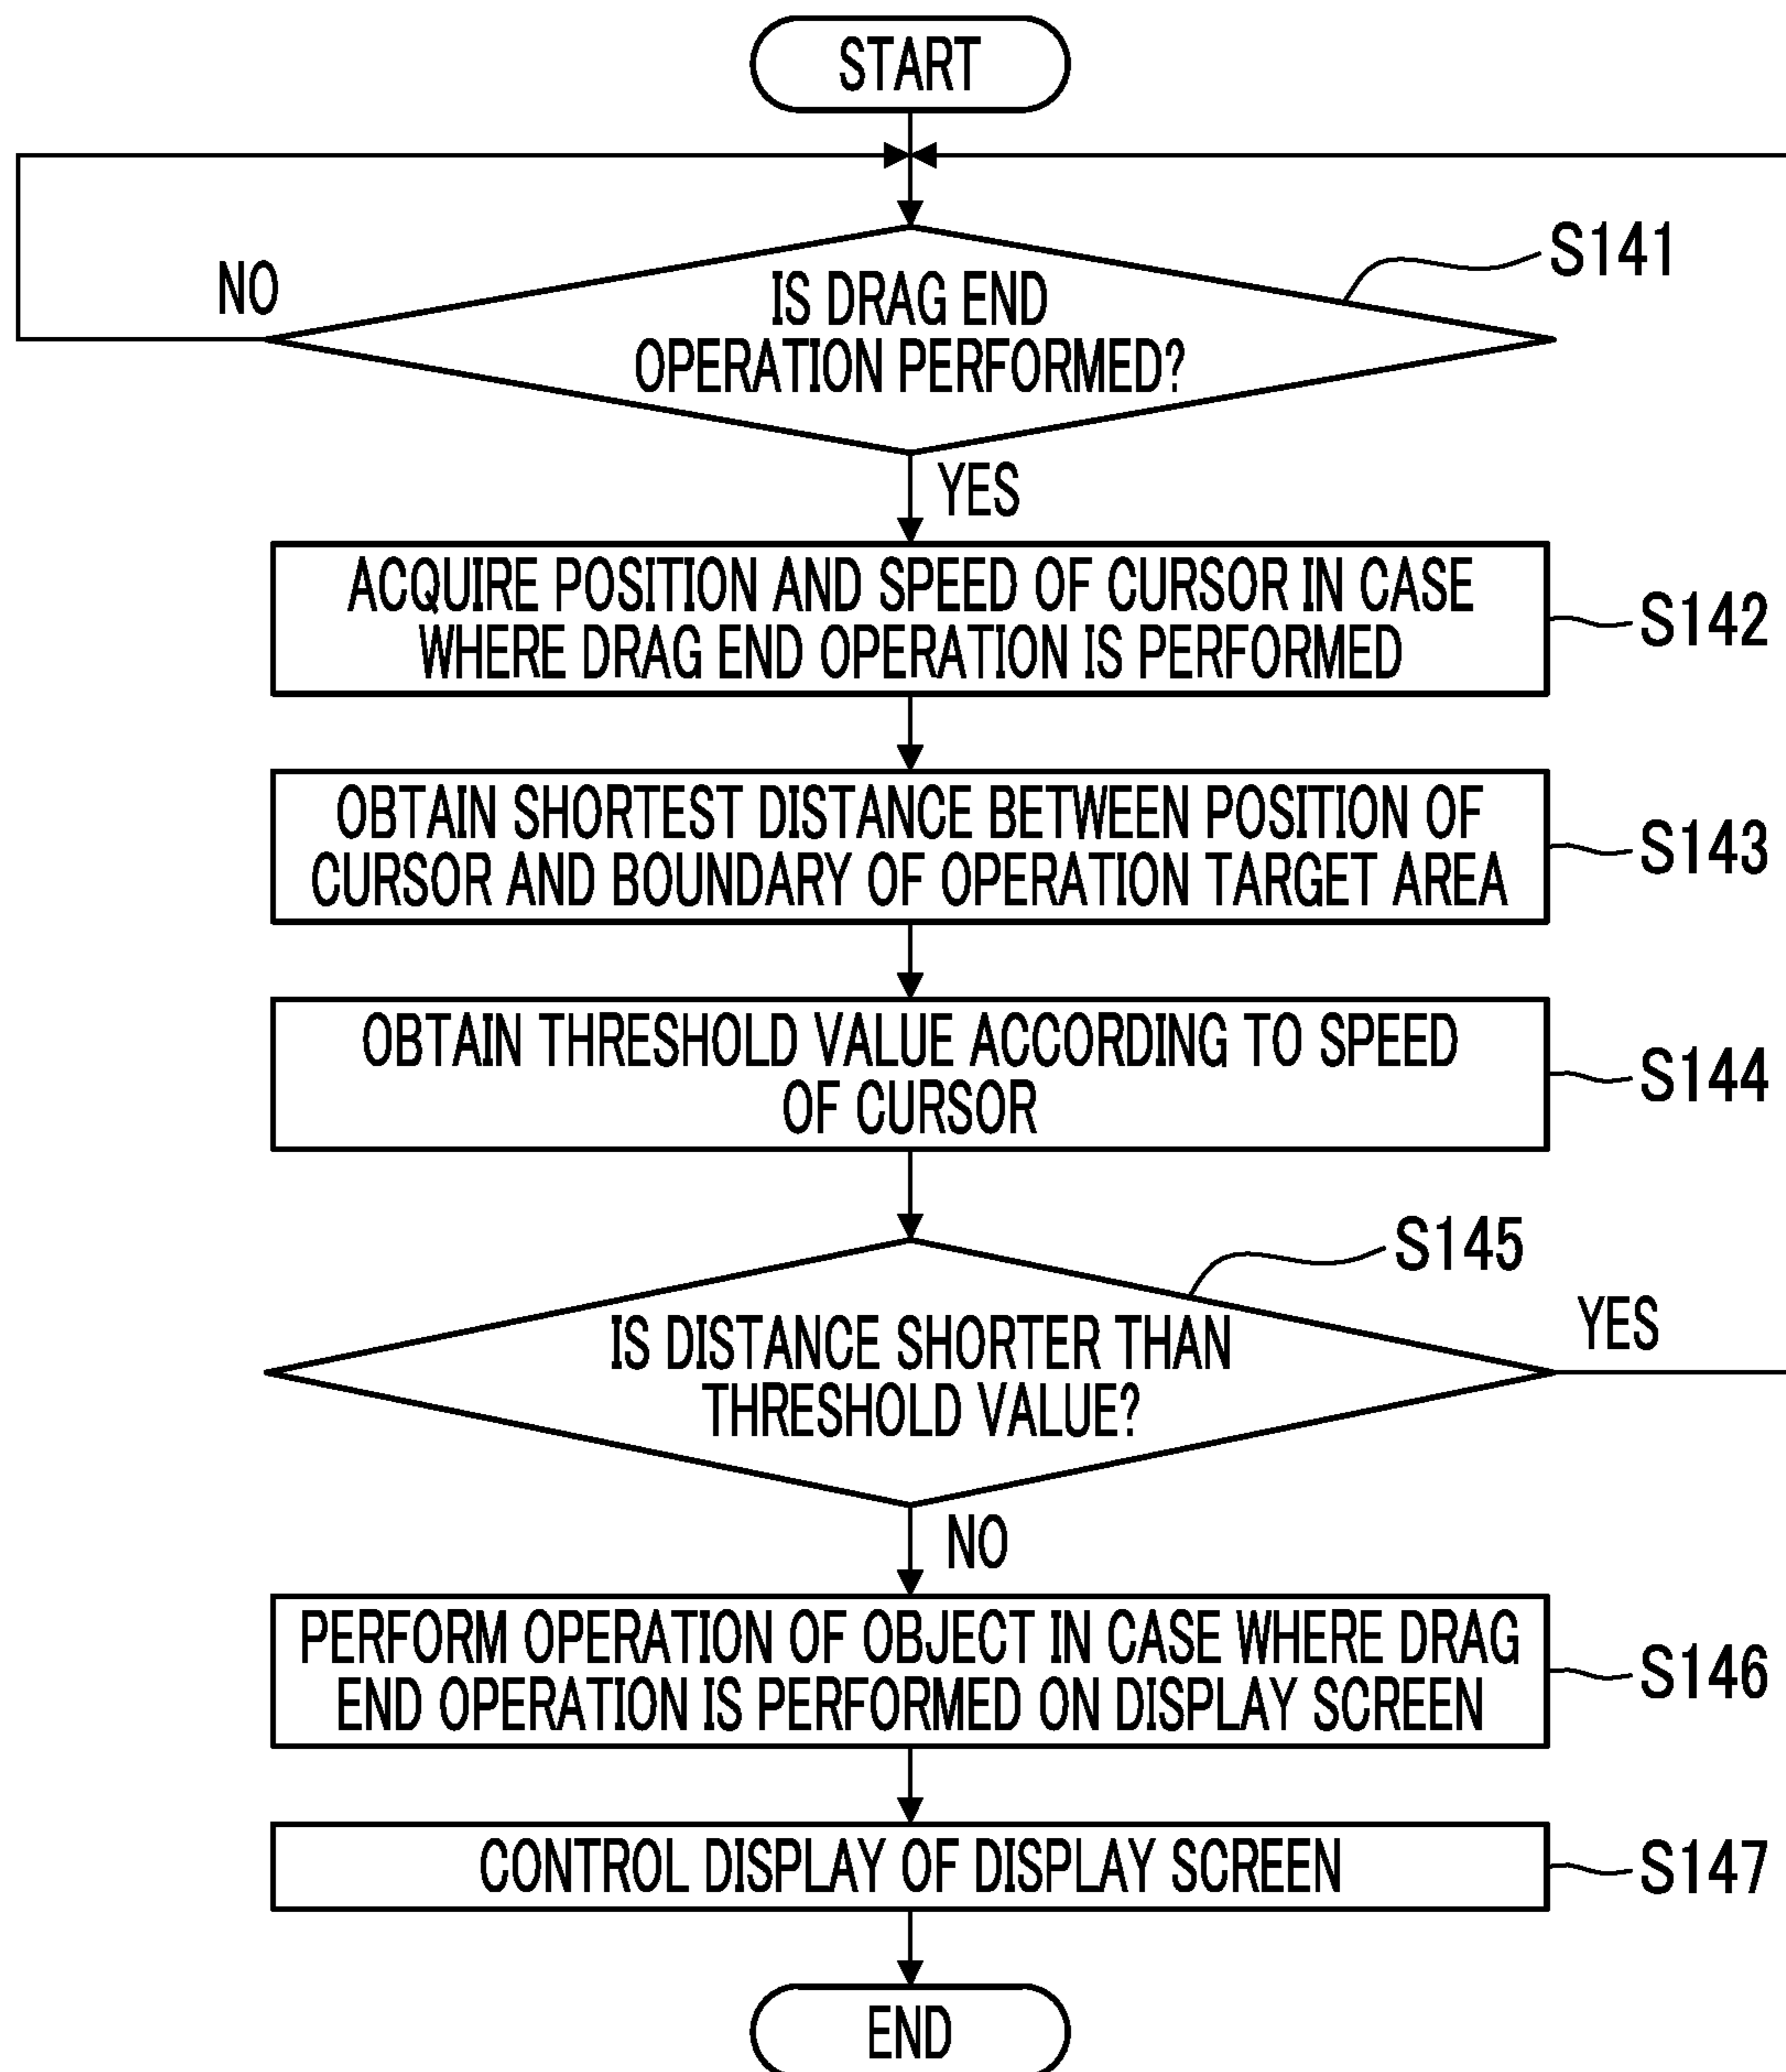 START
S141
NO
IS DRAG END
OPERATION PERFORMED?
YES
ACQUIRE POSITION AND SPEED OF CURSOR IN CASE
WHERE DRAG END OPERATION IS PERFORMED
S142
OBTAIN SHORTEST DISTANCE BETWEEN POSITION OF
CURSOR AND BOUNDARY OF OPERATION TARGET AREA
S143
OBTAIN THRESHOLD VALUE ACCORDING TO SPEED
OF CURSOR
S144
S145
YES
IS DISTANCE SHORTER THAN
THRESHOLD VALUE?
NO
PERFORM OPERATION OF OBJECT IN CASE WHERE DRAG
END OPERATION IS PERFORMED ON DISPLAY SCREEN
S146
CONTROL DISPLAY OF DISPLAY SCREEN
S147
END